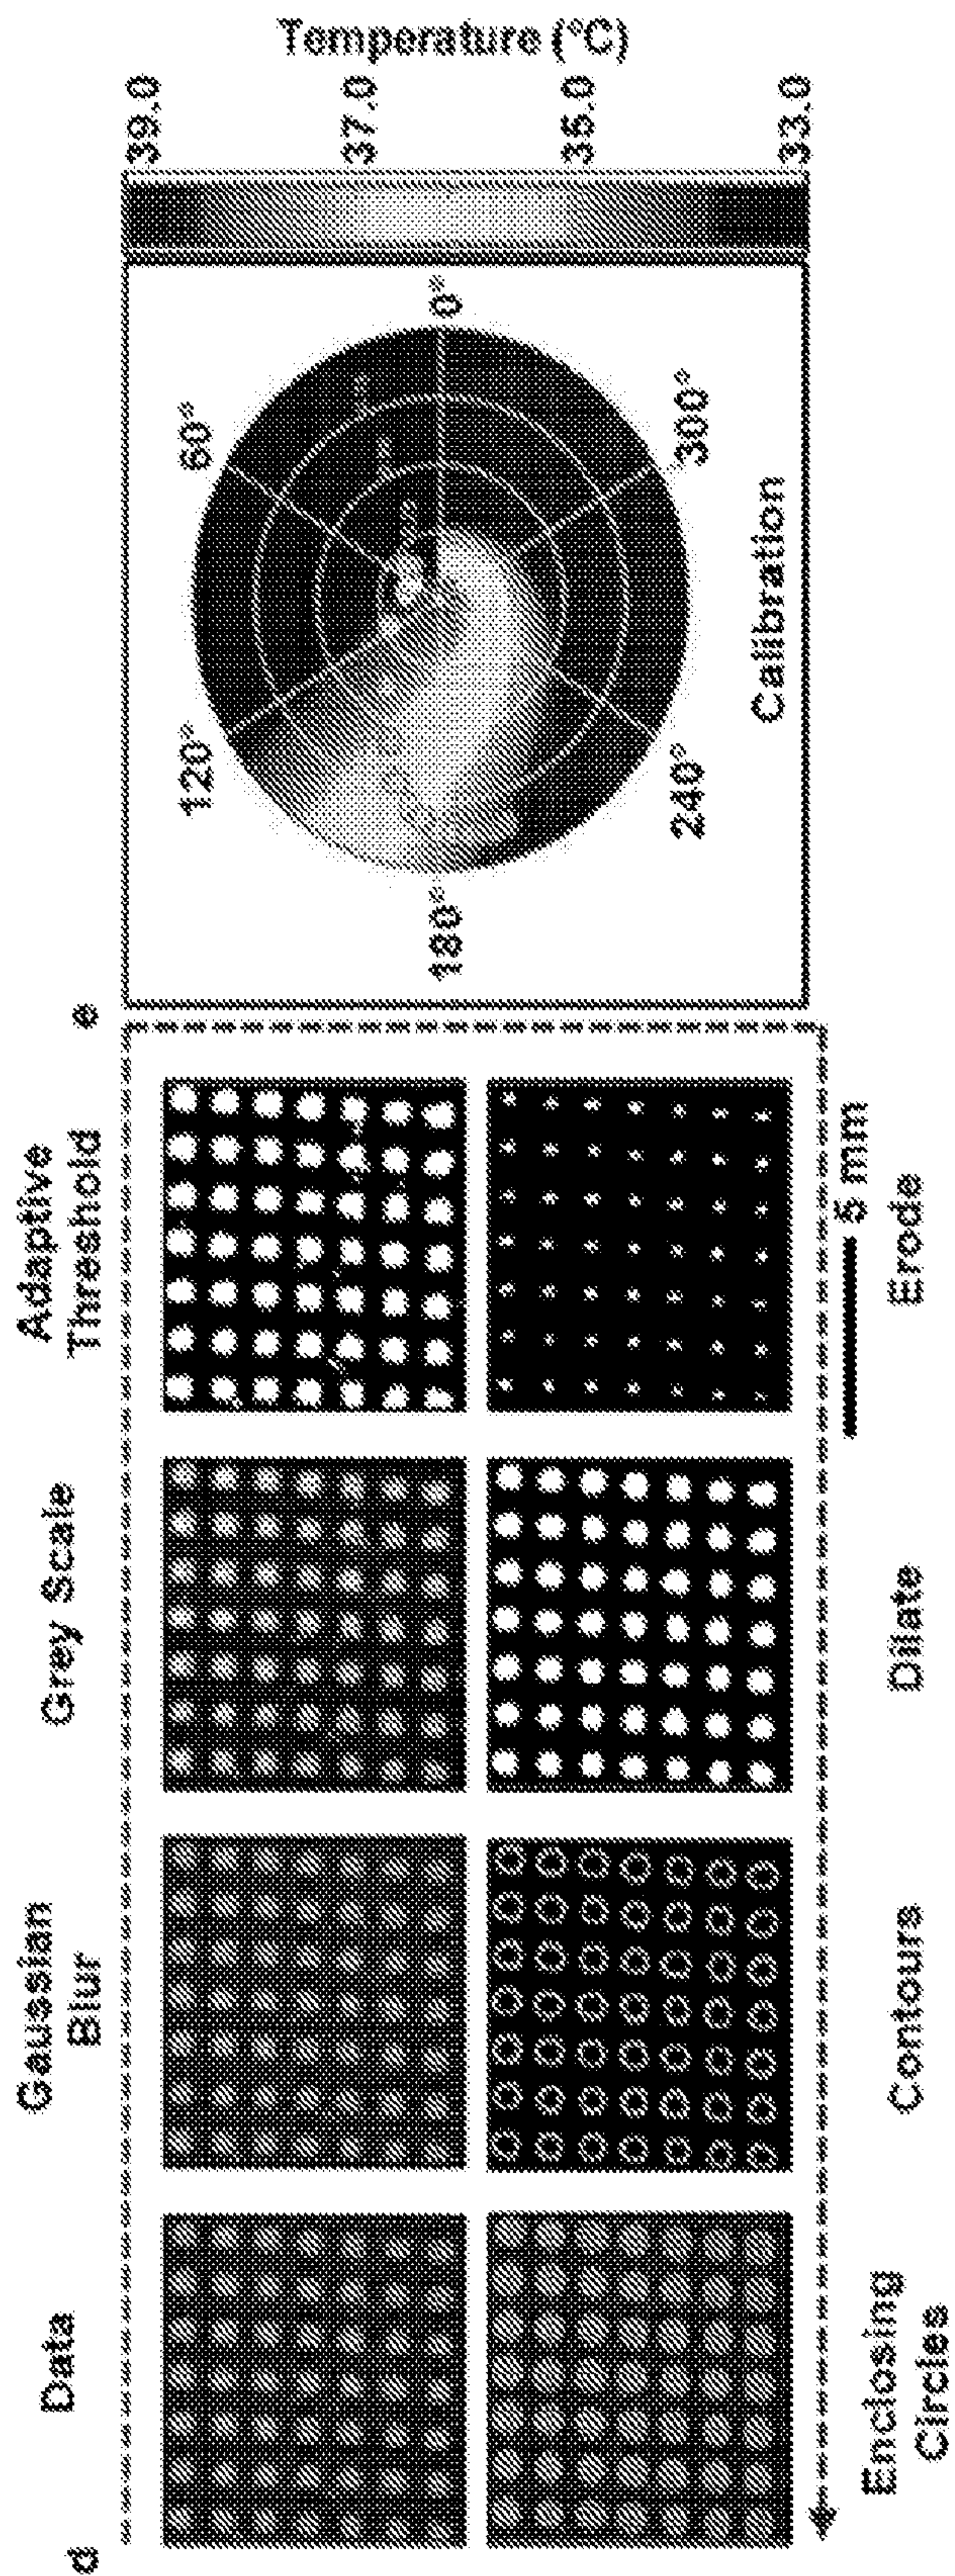 d
Data
Gaussian
Blur
Grey Scale
Adaptive
Threshold
Enclosing
Circles
Contours
Dilate
Erode
5 mm
e
0°
60°
120°
180°
240°
300°
Calibration
39.0
37.0
35.0
33.0
Temperature (°C)